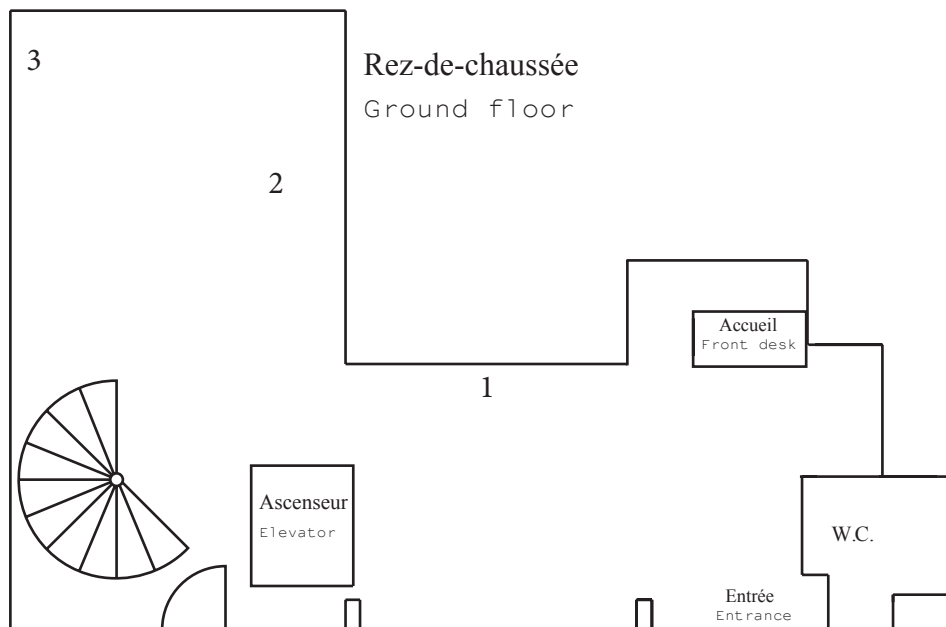 3
Rez-de-chaussée
Ground floor
2
Accueil
Front desk
1
Ascenseur
Elevator
W.C.
Entrée
Entrance